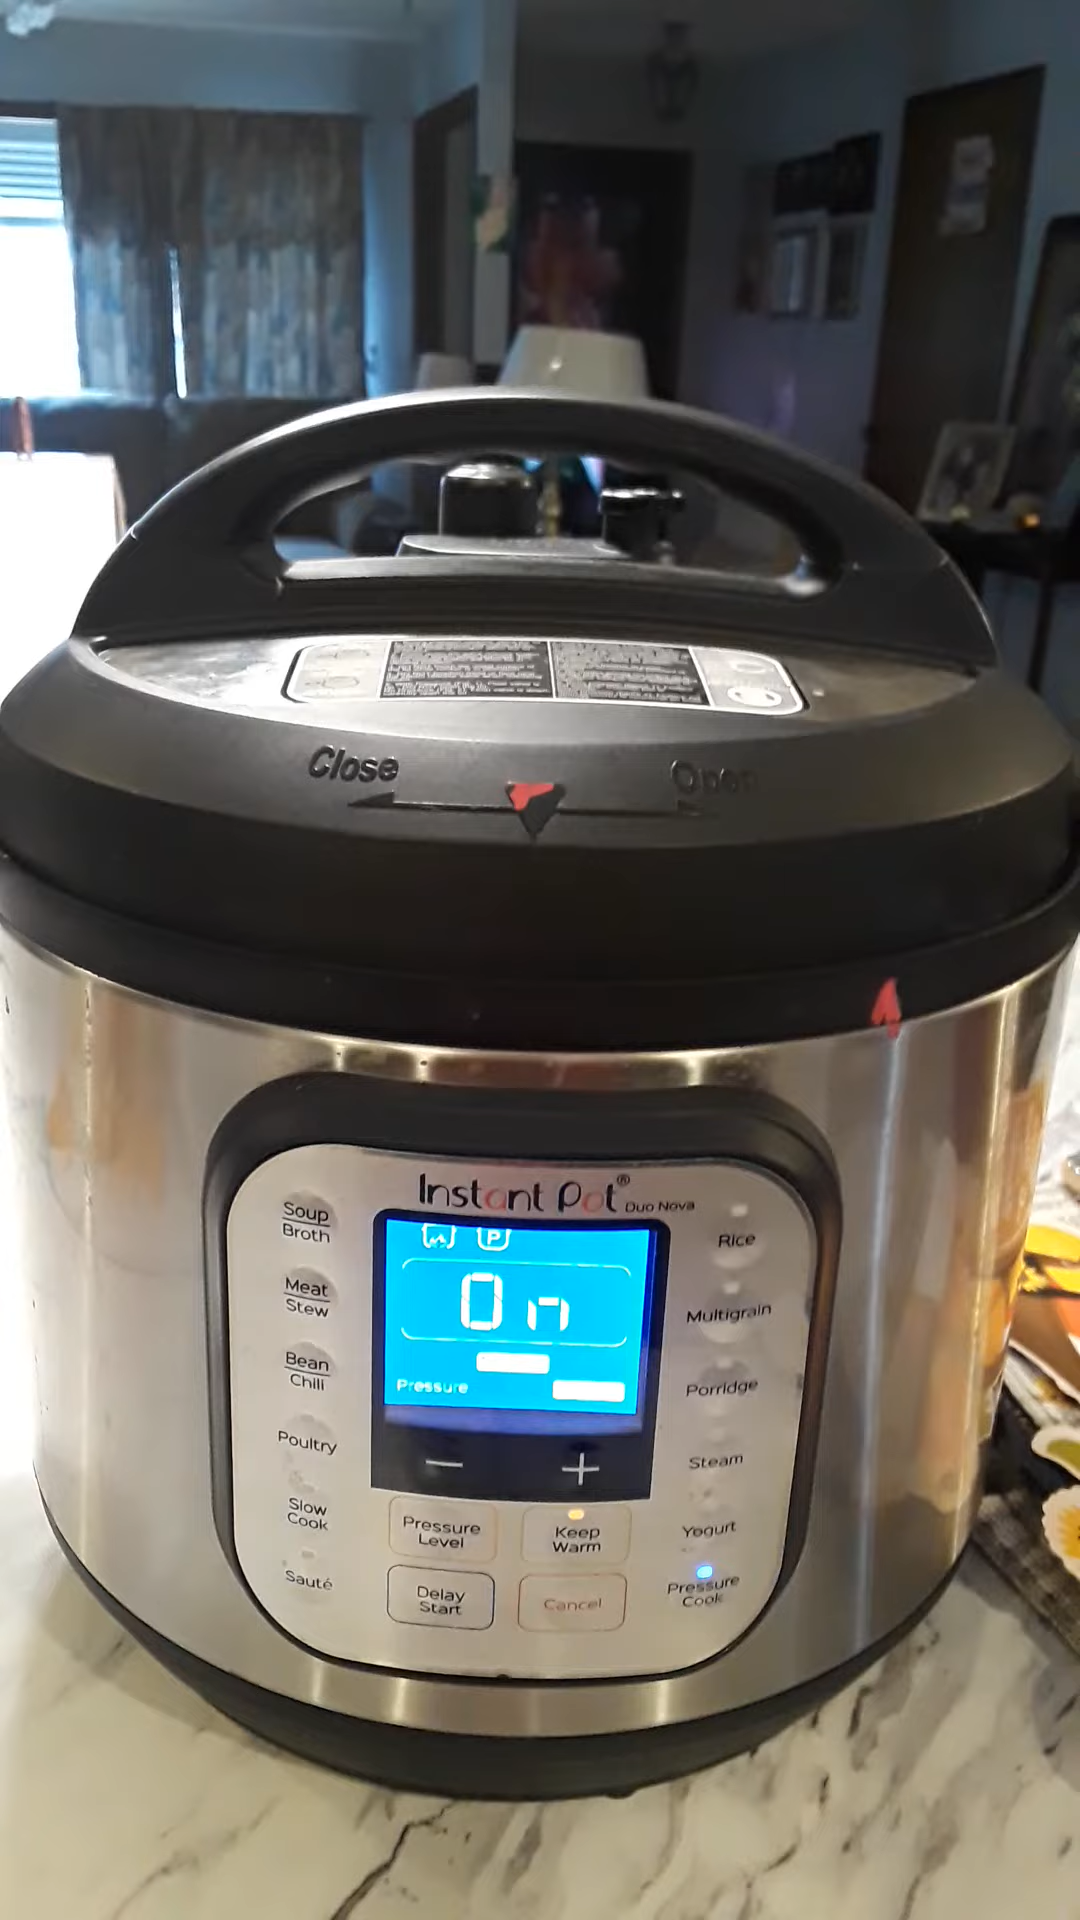 Close
Open
Instant Pot® Duo Nova
Soup
Broth
Meat
Stew
Bean
Chili
Poultry
Slow
Cook
Sauté
P
On
Pressure
Rice
Multigrain
Porridge
Steam
Yogurt
Pressure
Cook
− +
Pressure
Level
Keep
Warm
Delay
Start
Cancel